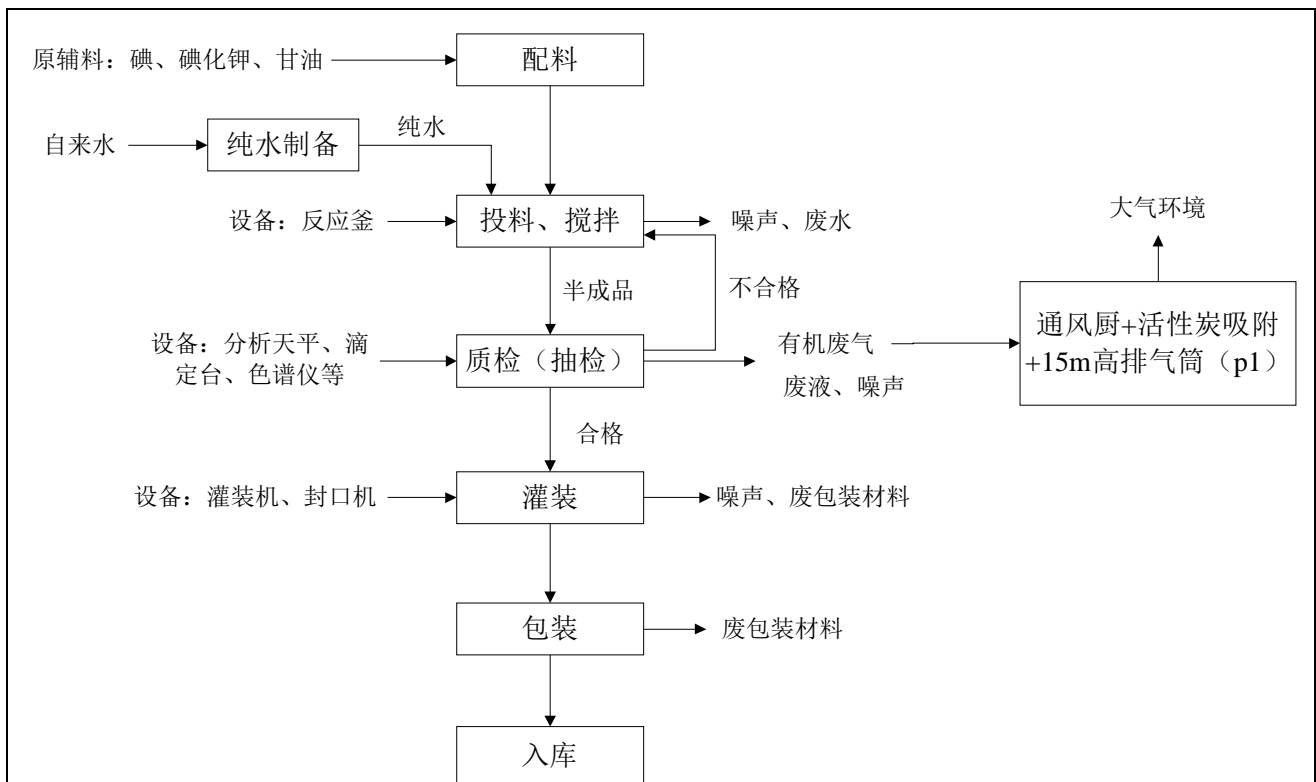 原辅料：碘、碘化钾、甘油
配料
自来水
纯水制备
纯水
设备：反应釜
投料、搅拌
噪声、废水
大气环境
半成品
不合格
设备：分析天平、滴
定台、色谱仪等
质检（抽检）
有机废气
废液、噪声
通风厨+活性炭吸附
+15m高排气筒（p1）
合格
设备：灌装机、封口机
灌装
噪声、废包装材料
包装
废包装材料
入库